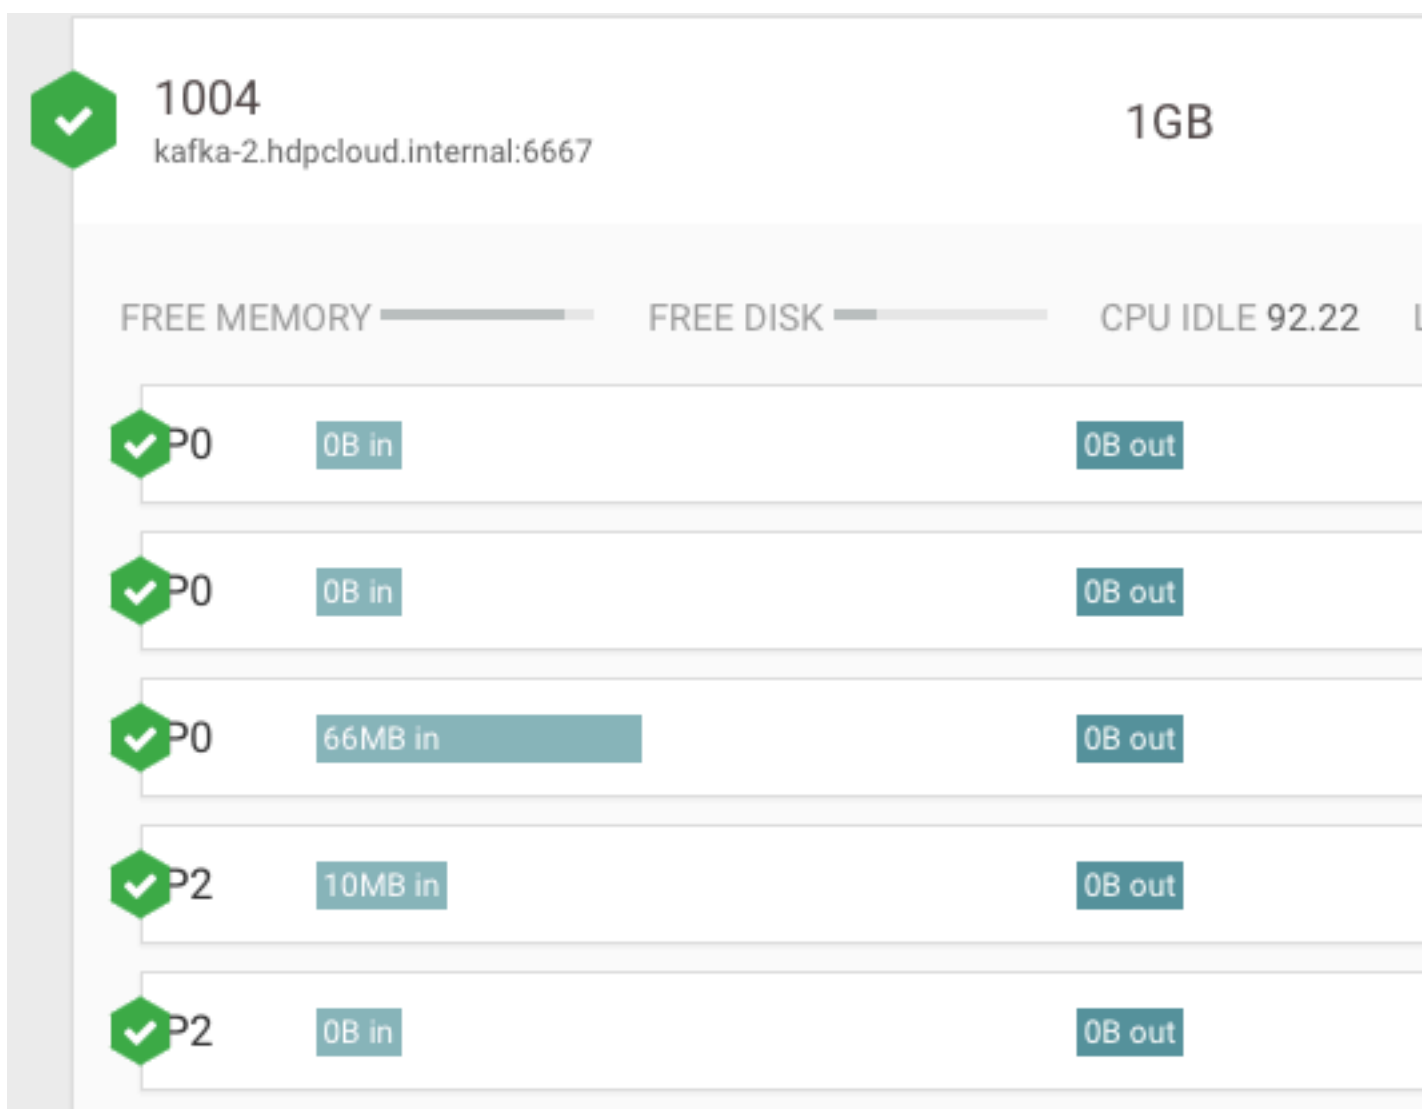 1004
1GB
kafka-2.hdpcloud.internal:6667
FREE MEMORY FREE DISK CPU IDLE 92.22
P0 0B in 0B out
P0 0B in 0B out
P0 66MB in 0B out
P2 10MB in 0B out
P2 0B in 0B out